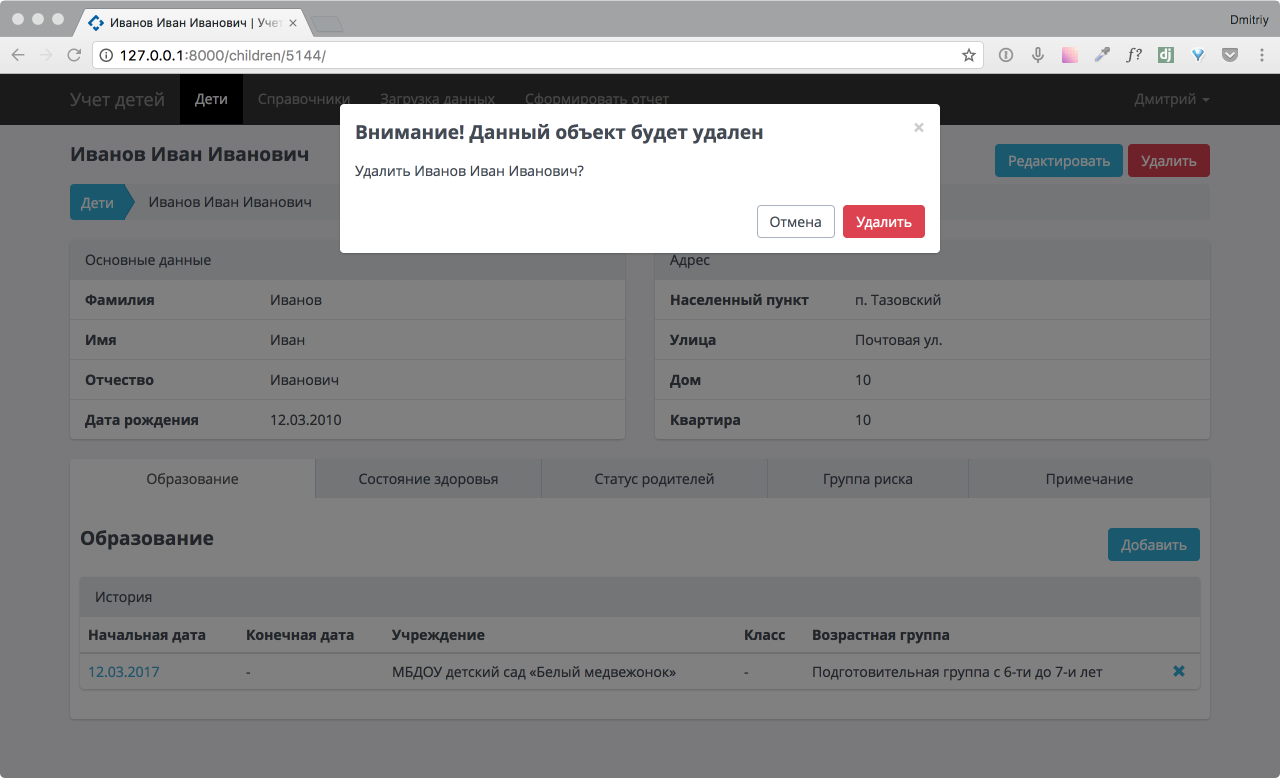 Dmitriy
Иванов Иван Иванович | Учет
127.0.0.1:8000/children/5144/
f?
dj
Учет детей Дети Справочники Загрузка данных Сформировать отчет Дмитрий
Внимание! Данный объект будет удален ×
Удалить Иванов Иван Иванович?
Отмена Удалить
Иванов Иван Иванович Редактировать Удалить
Дети Иванов Иван Иванович
Основные данные
Фамилия Иванов
Имя Иван
Отчество Иванович
Дата рождения 12.03.2010
Адрес
Населенный пункт п. Тазовский
Улица Почтовая ул.
Дом 10
Квартира 10
Образование Состояние здоровья Статус родителей Группа риска Примечание
Образование Добавить
История
Начальная дата Конечная дата Учреждение Класс Возрастная группа
12.03.2017 - МБДОУ детский сад «Белый медвежонок» - Подготовительная группа с 6-ти до 7-и лет